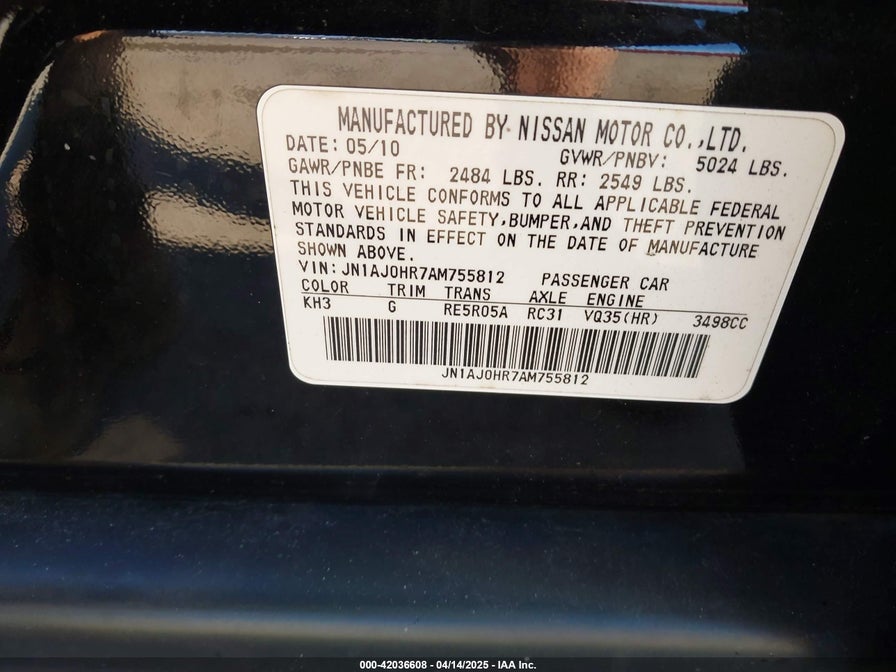 MANUFACTURED BY NISSAN MOTOR CO.,LTD.
DATE: 05/10 GVWR/PNBV: 5024 LBS.
GAWR/PNBE FR: 2484 LBS. RR: 2549 LBS.
THIS VEHICLE CONFORMS TO ALL APPLICABLE FEDERAL
MOTOR VEHICLE SAFETY,BUMPER,AND THEFT PREVENTION
STANDARDS IN EFFECT ON THE DATE OF MANUFACTURE
SHOWN ABOVE.
VIN:JN1AJ0HR7AM755812 PASSENGER CAR
COLOR TRIM TRANS AXLE ENGINE
KH3 G RE5R05A RC31 VQ35(HR) 3498CC
JN1AJ0HR7AM755812
000-42036608 - 04/14/2025 - IAA Inc.